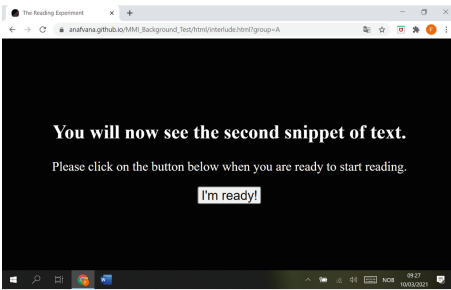 The Reading Experiment
anafvana.github.io/MMI_Background_Test/html/interlude.html?group=A
You will now see the second snippet of text.
Please click on the button below when you are ready to start reading.
I'm ready!
NOB
09:27
10/03/2021